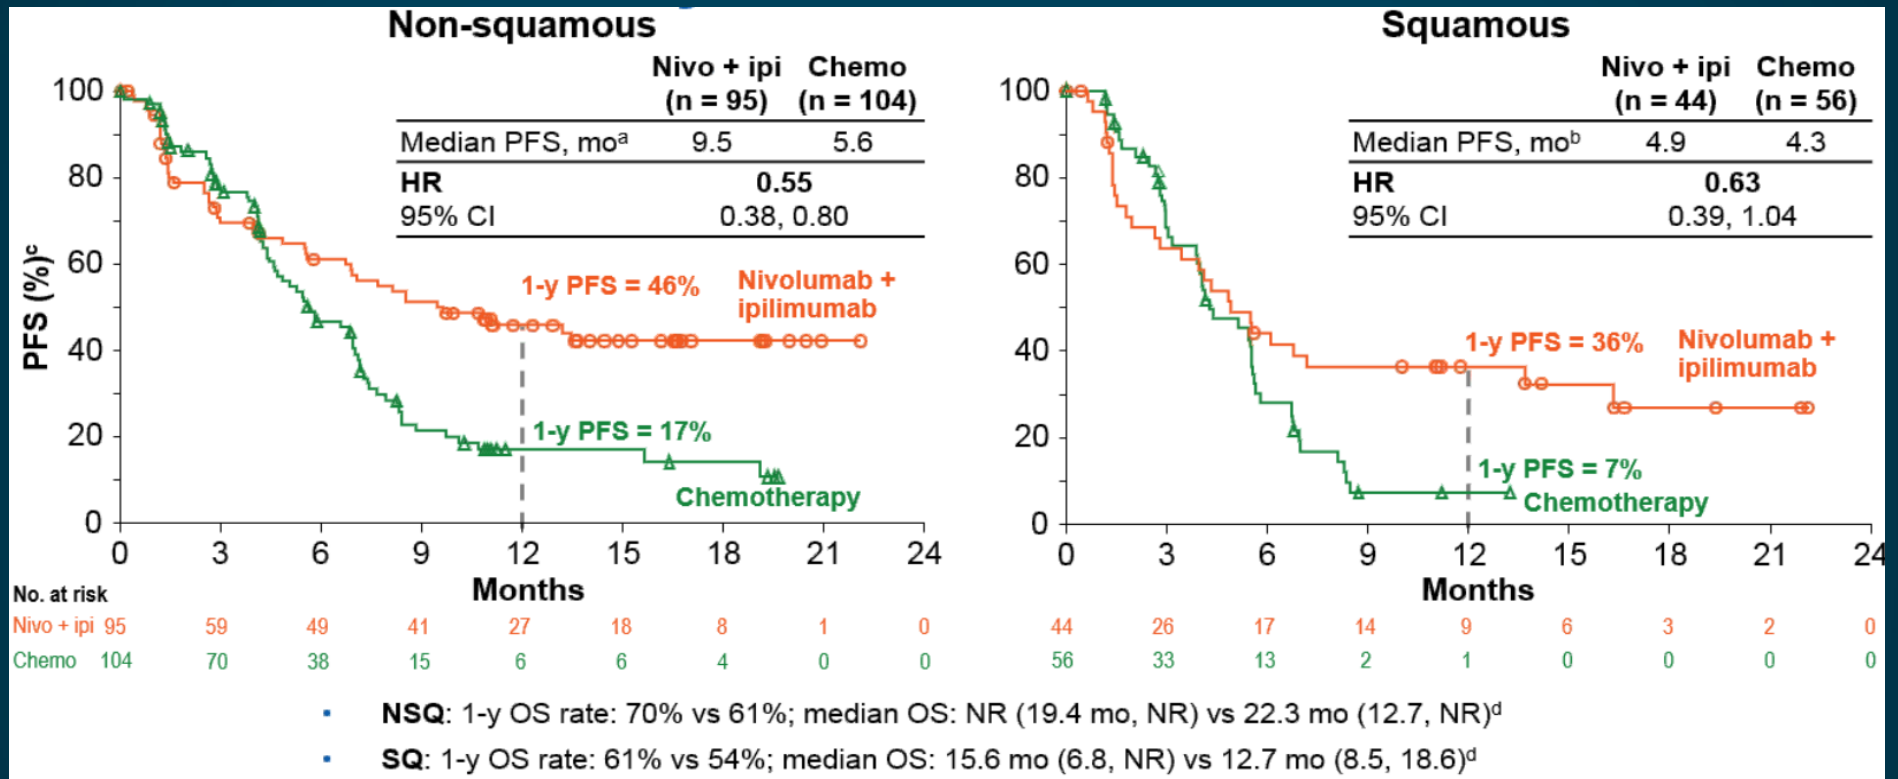 Non-squamous
Nivo + ipi Chemo
(n = 95) (n = 104)
Median PFS, moᵃ 9.5 5.6
HR 0.55
95% CI 0.38, 0.80
PFS (%)ᶜ
100
80
60
40
20
0
1-y PFS = 46%
Nivolumab +
ipilimumab
1-y PFS = 17%
Chemotherapy
0 3 6 9 12 15 18 21 24
Months
Squamous
Nivo + ipi Chemo
(n = 44) (n = 56)
Median PFS, moᵇ 4.9 4.3
HR 0.63
95% CI 0.39, 1.04
100
80
60
40
20
0
1-y PFS = 36%
Nivolumab +
ipilimumab
1-y PFS = 7%
Chemotherapy
0 3 6 9 12 15 18 21 24
Months
No. at risk
Nivo + ipi 95 59 49 41 27 18 8 1 0 44 26 17 14 9 6 3 2 0
Chemo 104 70 38 15 6 6 4 0 0 56 33 13 2 1 0 0 0 0
▪ NSQ: 1-y OS rate: 70% vs 61%; median OS: NR (19.4 mo, NR) vs 22.3 mo (12.7, NR)ᵈ
▪ SQ: 1-y OS rate: 61% vs 54%; median OS: 15.6 mo (6.8, NR) vs 12.7 mo (8.5, 18.6)ᵈ